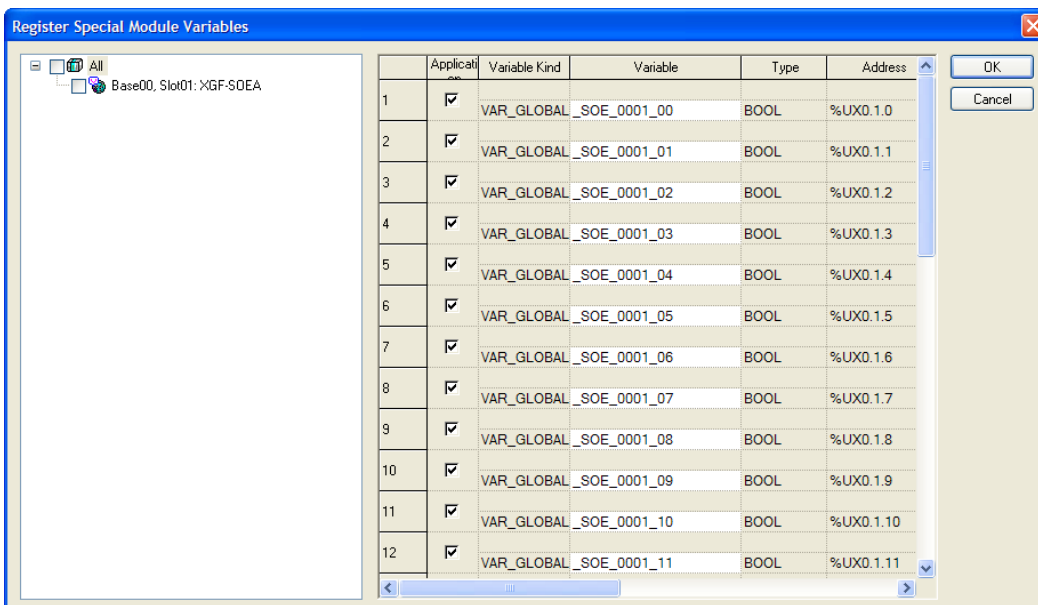 Register Special Module Variables
All
Base00, Slot01: XGF-SOEA
Applicati Variable Kind Variable Type Address
1 VAR_GLOBAL _SOE_0001_00 BOOL %UX0.1.0
2 VAR_GLOBAL _SOE_0001_01 BOOL %UX0.1.1
3 VAR_GLOBAL _SOE_0001_02 BOOL %UX0.1.2
4 VAR_GLOBAL _SOE_0001_03 BOOL %UX0.1.3
5 VAR_GLOBAL _SOE_0001_04 BOOL %UX0.1.4
6 VAR_GLOBAL _SOE_0001_05 BOOL %UX0.1.5
7 VAR_GLOBAL _SOE_0001_06 BOOL %UX0.1.6
8 VAR_GLOBAL _SOE_0001_07 BOOL %UX0.1.7
9 VAR_GLOBAL _SOE_0001_08 BOOL %UX0.1.8
10 VAR_GLOBAL _SOE_0001_09 BOOL %UX0.1.9
11 VAR_GLOBAL _SOE_0001_10 BOOL %UX0.1.10
12 VAR_GLOBAL _SOE_0001_11 BOOL %UX0.1.11
OK
Cancel